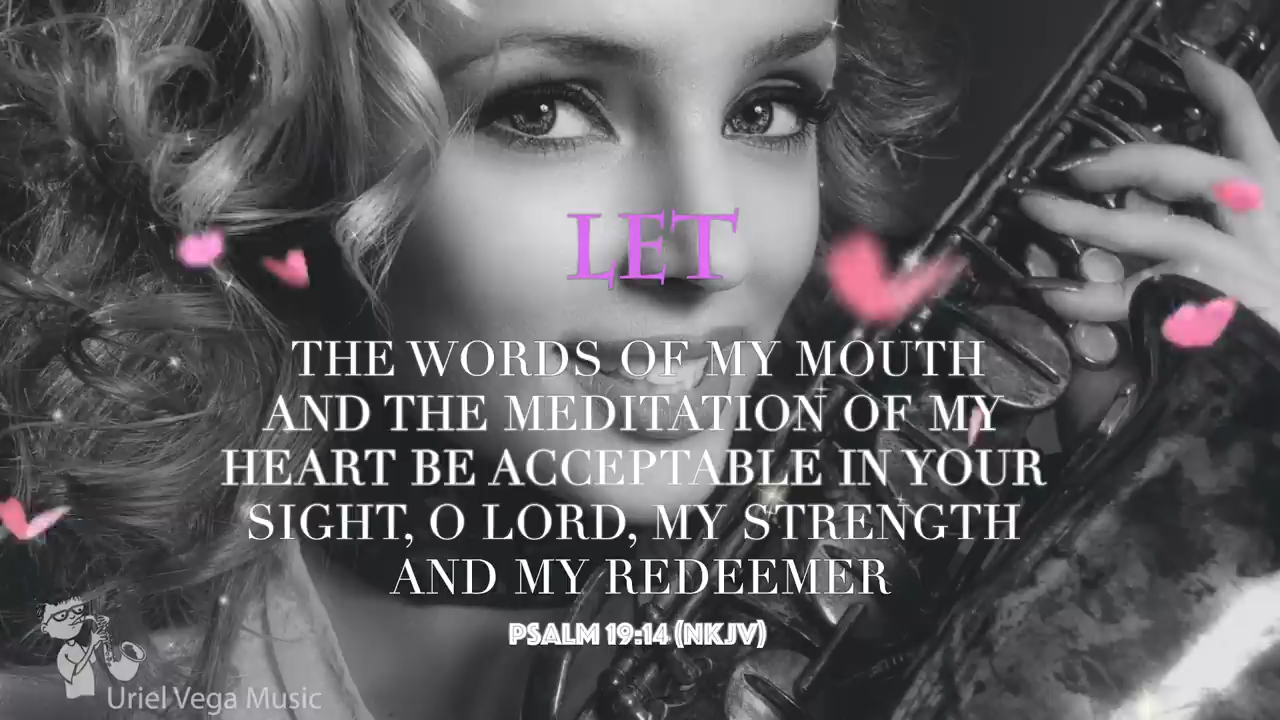 LET
THE WORDS OF MY MOUTH
AND THE MEDITATION OF MY
HEART BE ACCEPTABLE IN YOUR
SIGHT, O LORD, MY STRENGTH
AND MY REDEEMER
PSALM 19:14 (NKJV)
Uriel Vega Music